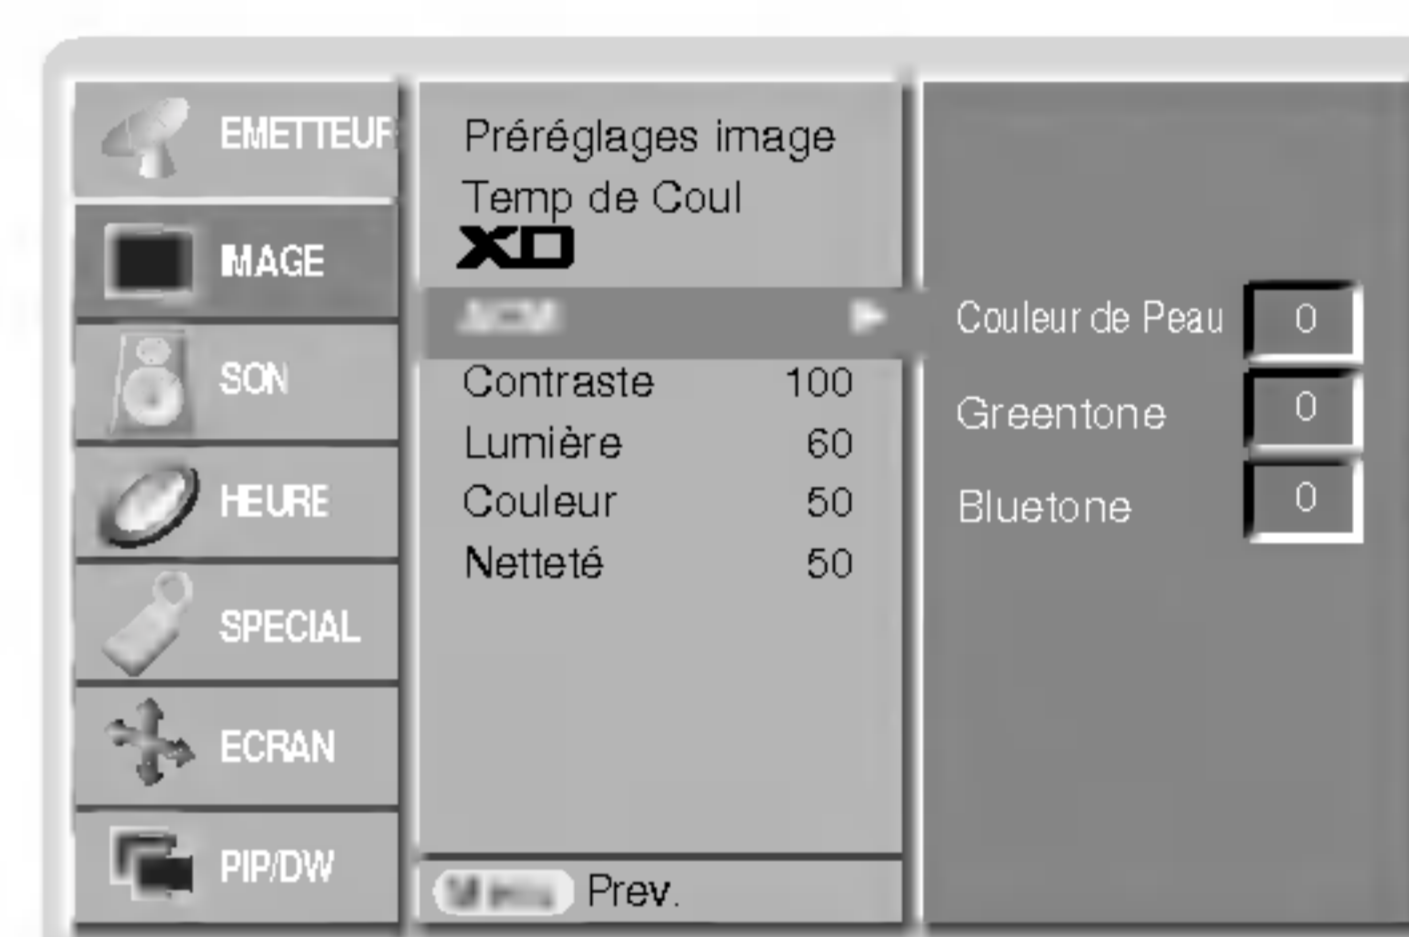 EMETTEUR
IMAGE
SON
HEURE
SPECIAL
ECRAN
PIP/DW
Préréglages image
Temp de Coul
XD
Contraste 100
Lumière 60
Couleur 50
Netteté 50
Prev.
Couleur de Peau 0
Greentone 0
Bluetone 0